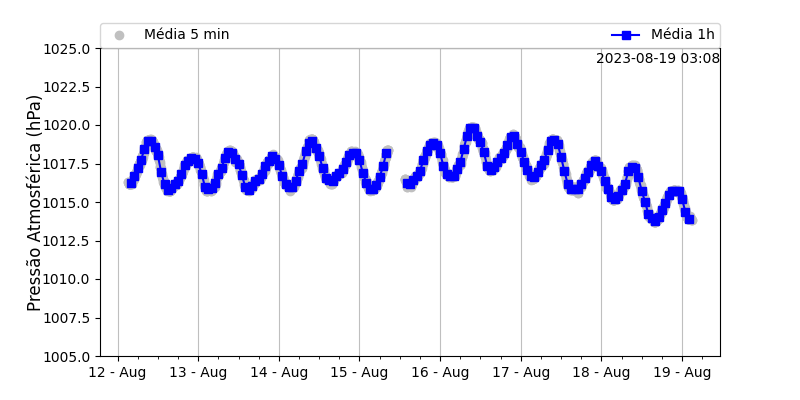 Média 5 min
Média 1h
2023-08-19 03:08
Pressão Atmosférica (hPa)
1025.0
1022.5
1020.0
1017.5
1015.0
1012.5
1010.0
1007.5
1005.0
12 - Aug
13 - Aug
14 - Aug
15 - Aug
16 - Aug
17 - Aug
18 - Aug
19 - Aug